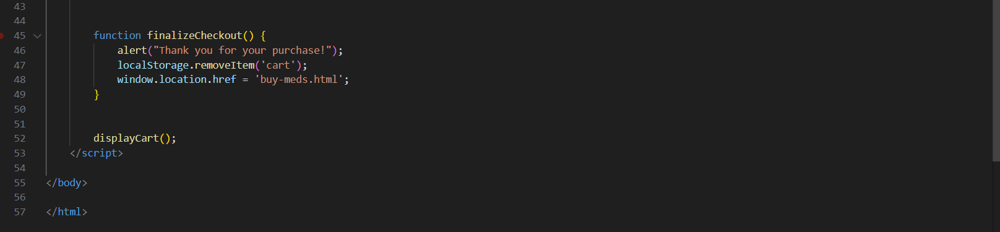 43
44
45 function finalizeCheckout() {
46 alert("Thank you for your purchase!");
47 localStorage.removeItem('cart');
48 window.location.href = 'buy-meds.html';
49 }
50
51
52 displayCart();
53 </script>
54
55 </body>
56
57 </html>